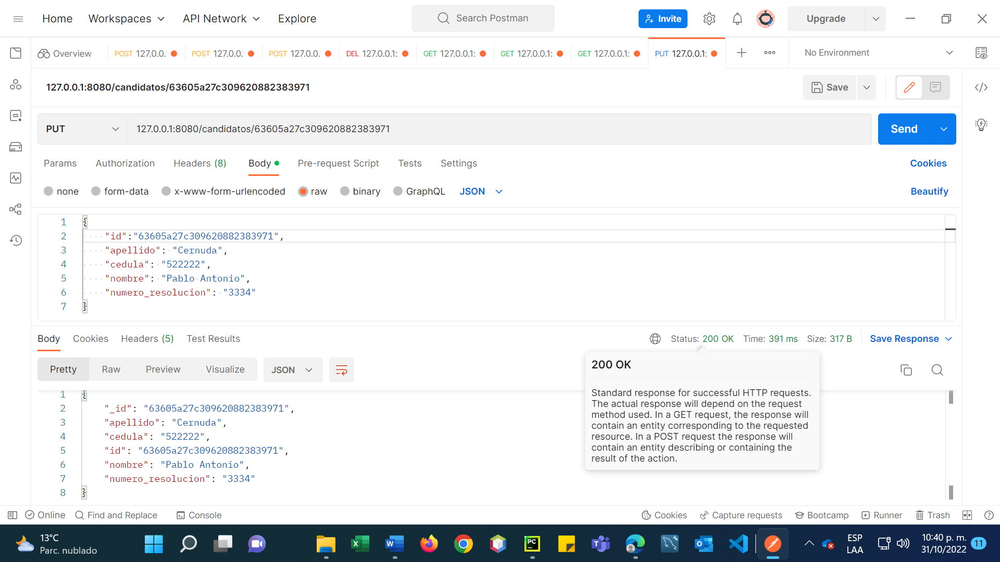 Home Workspaces API Network Explore Search Postman Invite Upgrade
Overview POST 127.0.0. POST 127.0.0. POST 127.0.0. DEL 127.0.0.1: GET 127.0.0.1: GET 127.0.0.1: GET 127.0.0.1: PUT 127.0.0.1: No Environment
127.0.0.1:8080/candidatos/63605a27c309620882383971 Save
PUT 127.0.0.1:8080/candidatos/63605a27c309620882383971 Send
Params Authorization Headers (8) Body Pre-request Script Tests Settings Cookies
none form-data x-www-form-urlencoded raw binary GraphQL JSON Beautify
1 {
2 "id":"63605a27c309620882383971",
3 "apellido": "Cernuda",
4 "cedula": "522222",
5 "nombre": "Pablo Antonio",
6 "numero_resolucion": "3334"
7 }
Body Cookies Headers (5) Test Results Status: 200 OK Time: 391 ms Size: 317 B Save Response
200 OK
Standard response for successful HTTP requests.
The actual response will depend on the request
method used. In a GET request, the response will
contain an entity corresponding to the requested
resource. In a POST request the response will
contain an entity describing or containing the
result of the action.
Pretty Raw Preview Visualize JSON
1 {
2 "_id": "63605a27c309620882383971",
3 "apellido": "Cernuda",
4 "cedula": "522222",
5 "id": "63605a27c309620882383971",
6 "nombre": "Pablo Antonio",
7 "numero_resolucion": "3334"
8 }
Online Find and Replace Console Cookies Capture requests Bootcamp Runner Trash
13°C
Parc. nublado
ESP
LAA
10:40 p. m.
31/10/2022
11